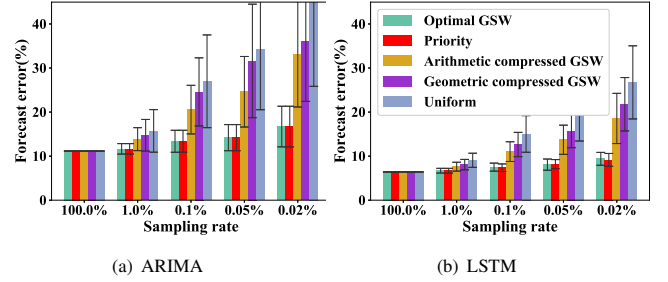 Forecast error(%)
40
30
20
10
0
100.0% 1.0% 0.1% 0.05% 0.02%
Sampling rate
(a) ARIMA
Forecast error(%)
40
30
20
10
0
Optimal GSW
Priority
Arithmetic compressed GSW
Geometric compressed GSW
Uniform
100.0% 1.0% 0.1% 0.05% 0.02%
Sampling rate
(b) LSTM